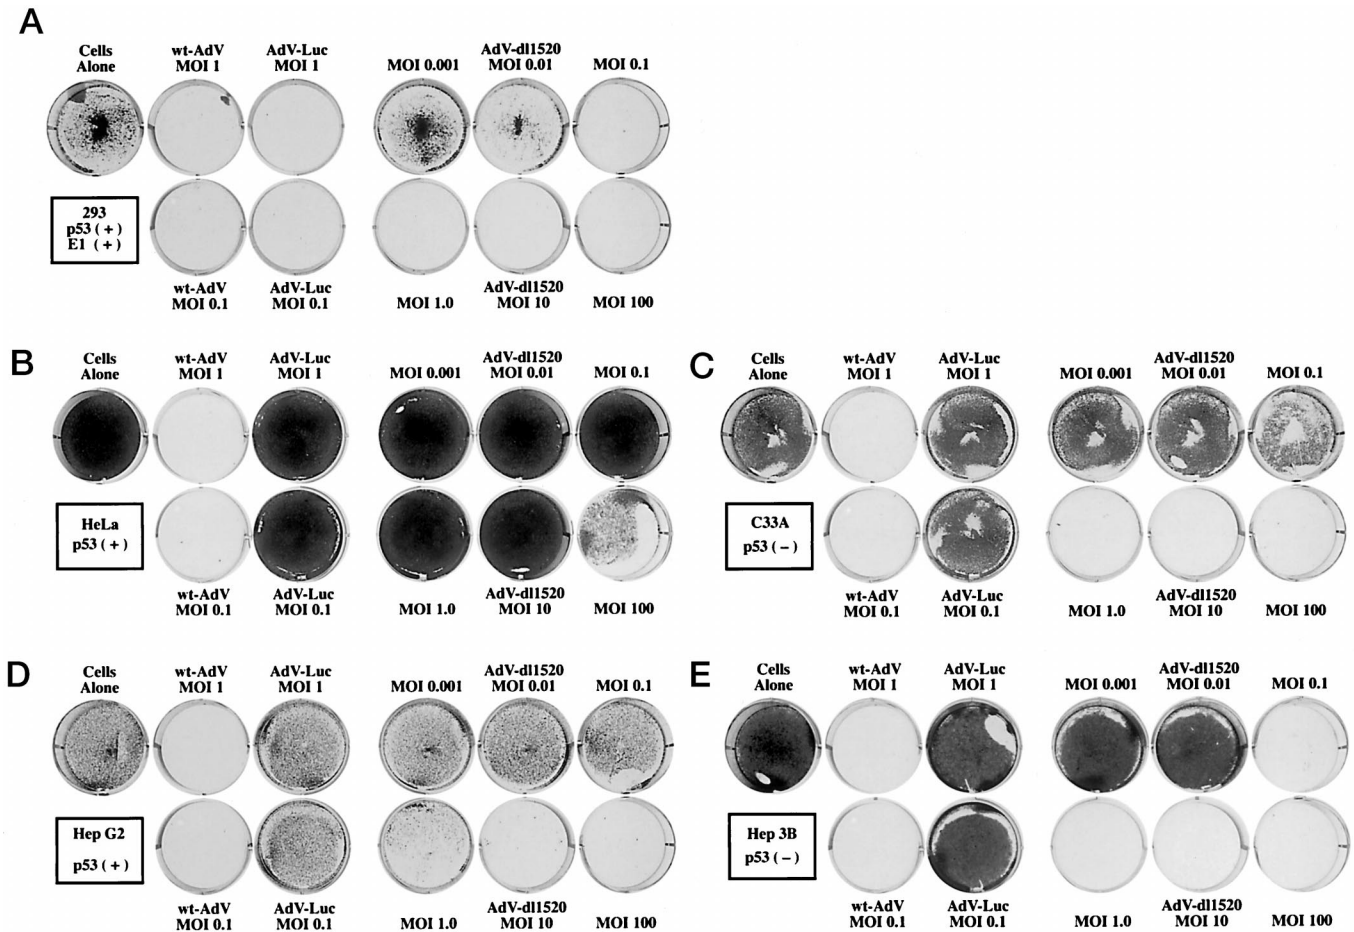 A
Cells
Alone
wt-AdV
MOI 1
AdV-Luc
MOI 1
MOI 0.001
AdV-dl1520
MOI 0.01
MOI 0.1
293
p53 (+)
E1 (+)
wt-AdV
MOI 0.1
AdV-Luc
MOI 0.1
MOI 1.0
AdV-dl1520
MOI 10
MOI 100
B
Cells
Alone
wt-AdV
MOI 1
AdV-Luc
MOI 1
MOI 0.001
AdV-dl1520
MOI 0.01
MOI 0.1
HeLa
p53 (+)
wt-AdV
MOI 0.1
AdV-Luc
MOI 0.1
MOI 1.0
AdV-dl1520
MOI 10
MOI 100
C
Cells
Alone
wt-AdV
MOI 1
AdV-Luc
MOI 1
MOI 0.001
AdV-dl1520
MOI 0.01
MOI 0.1
C33A
p53 (-)
wt-AdV
MOI 0.1
AdV-Luc
MOI 0.1
MOI 1.0
AdV-dl1520
MOI 10
MOI 100
D
Cells
Alone
wt-AdV
MOI 1
AdV-Luc
MOI 1
MOI 0.001
AdV-dl1520
MOI 0.01
MOI 0.1
Hep G2
p53 (+)
wt-AdV
MOI 0.1
AdV-Luc
MOI 0.1
MOI 1.0
AdV-dl1520
MOI 10
MOI 100
E
Cells
Alone
wt-AdV
MOI 1
AdV-Luc
MOI 1
MOI 0.001
AdV-dl1520
MOI 0.01
MOI 0.1
Hep 3B
p53 (-)
wt-AdV
MOI 0.1
AdV-Luc
MOI 0.1
MOI 1.0
AdV-dl1520
MOI 10
MOI 100